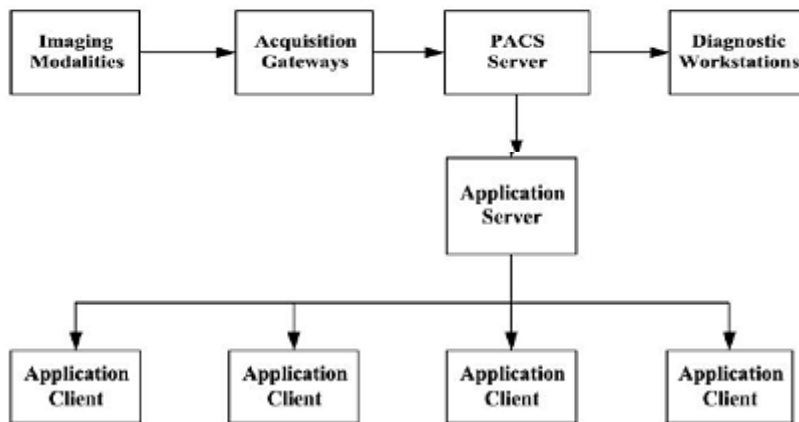 Imaging
Modalities
Acquisition
Gateways
PACS
Server
Diagnostic
Workstations
Application
Server
Application
Client
Application
Client
Application
Client
Application
Client